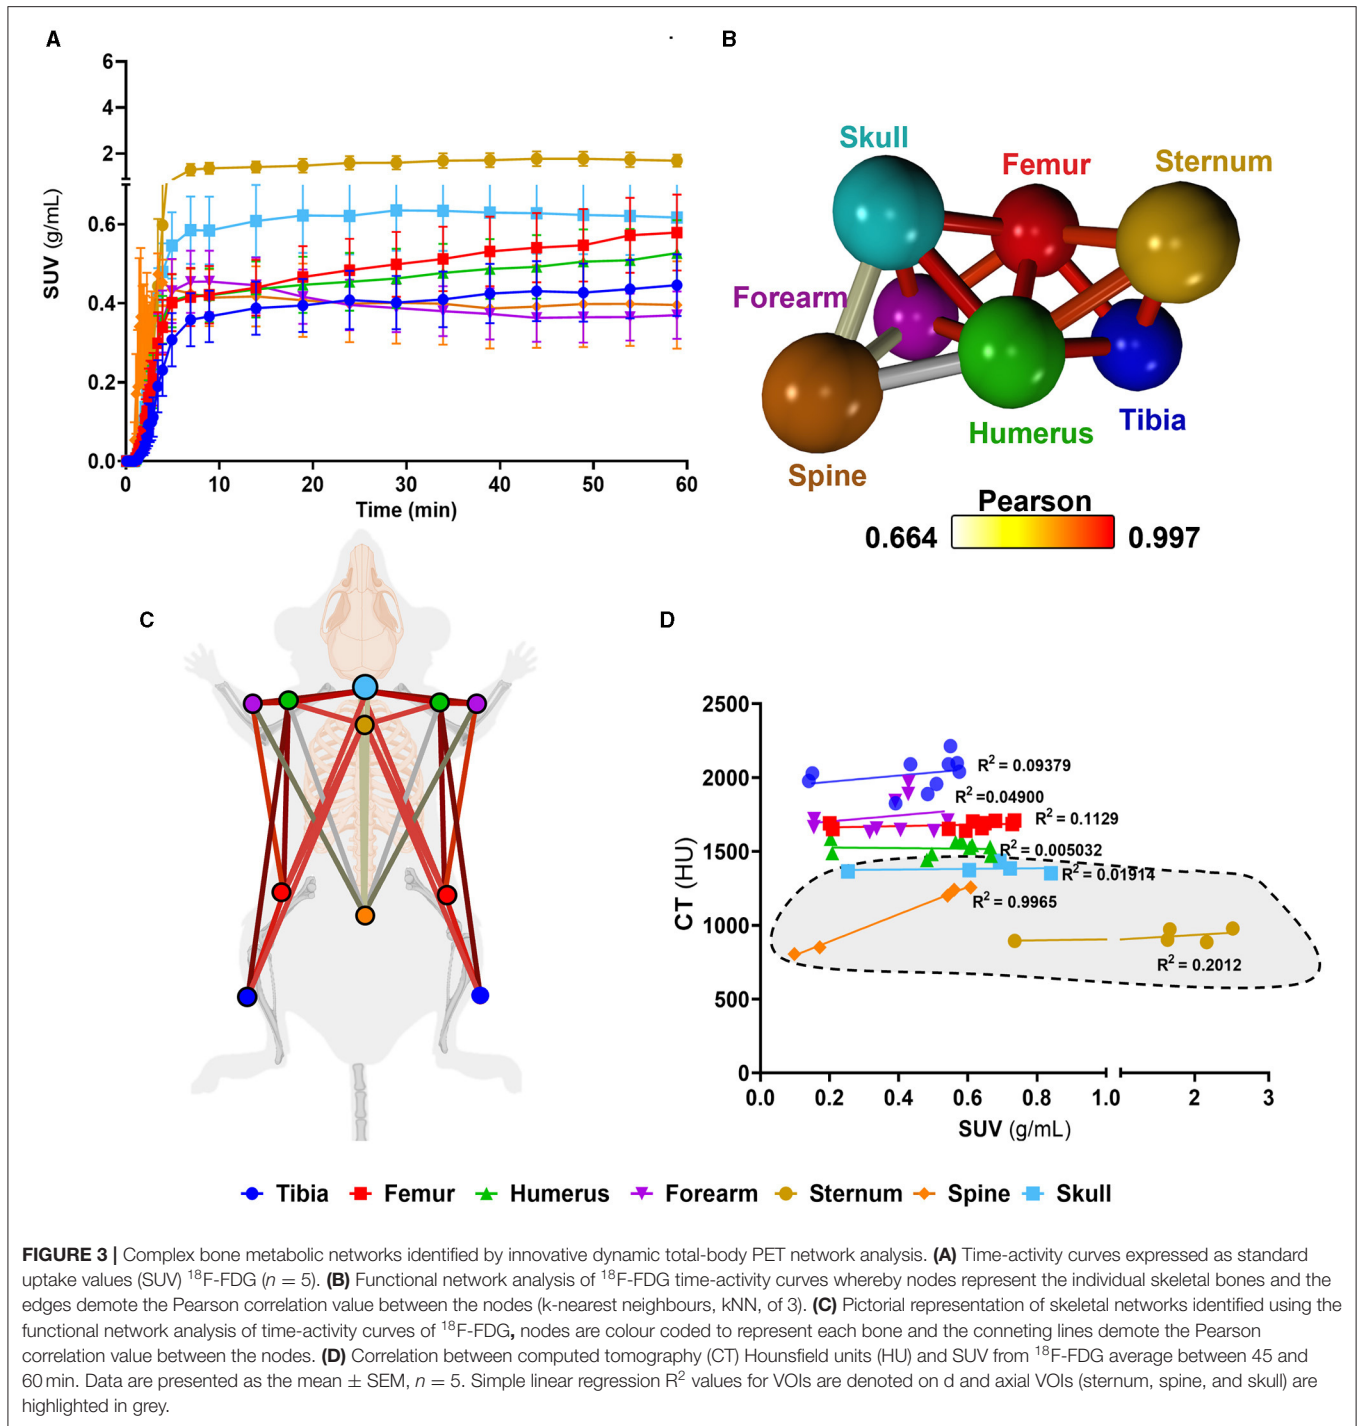 A
B
6
4
2
0.6
0.4
0.2
0.0
SUV (g/mL)
0 10 20 30 40 50 60
Time (min)
Skull
Femur
Sternum
Forearm
Spine
Humerus
Tibia
Pearson
0.664 0.997
C
D
2500
2000
1500
1000
500
0
CT (HU)
R² = 0.09379
R² =0.04900
R² = 0.1129
R² = 0.005032
R² = 0.01914
R² = 0.9965
R² = 0.2012
0.0 0.2 0.4 0.6 0.8 1.0 2 3
SUV (g/mL)
Tibia Femur Humerus Forearm Sternum Spine Skull
FIGURE 3 | Complex bone metabolic networks identified by innovative dynamic total-body PET network analysis. (A) Time-activity curves expressed as standard
uptake values (SUV) ¹⁸F-FDG (n = 5). (B) Functional network analysis of ¹⁸F-FDG time-activity curves whereby nodes represent the individual skeletal bones and the
edges demote the Pearson correlation value between the nodes (k-nearest neighbours, kNN, of 3). (C) Pictorial representation of skeletal networks identified using the
functional network analysis of time-activity curves of ¹⁸F-FDG, nodes are colour coded to represent each bone and the conneting lines demote the Pearson
correlation value between the nodes. (D) Correlation between computed tomography (CT) Hounsfield units (HU) and SUV from ¹⁸F-FDG average between 45 and
60 min. Data are presented as the mean ± SEM, n = 5. Simple linear regression R² values for VOIs are denoted on d and axial VOIs (sternum, spine, and skull) are
highlighted in grey.